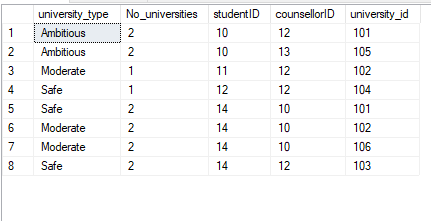 university_type No_universities studentID counsellorID university_id
1 Ambitious 2 10 12 101
2 Ambitious 2 10 13 105
3 Moderate 1 11 12 102
4 Safe 1 12 12 104
5 Safe 2 14 10 101
6 Moderate 2 14 10 102
7 Moderate 2 14 10 106
8 Safe 2 14 12 103